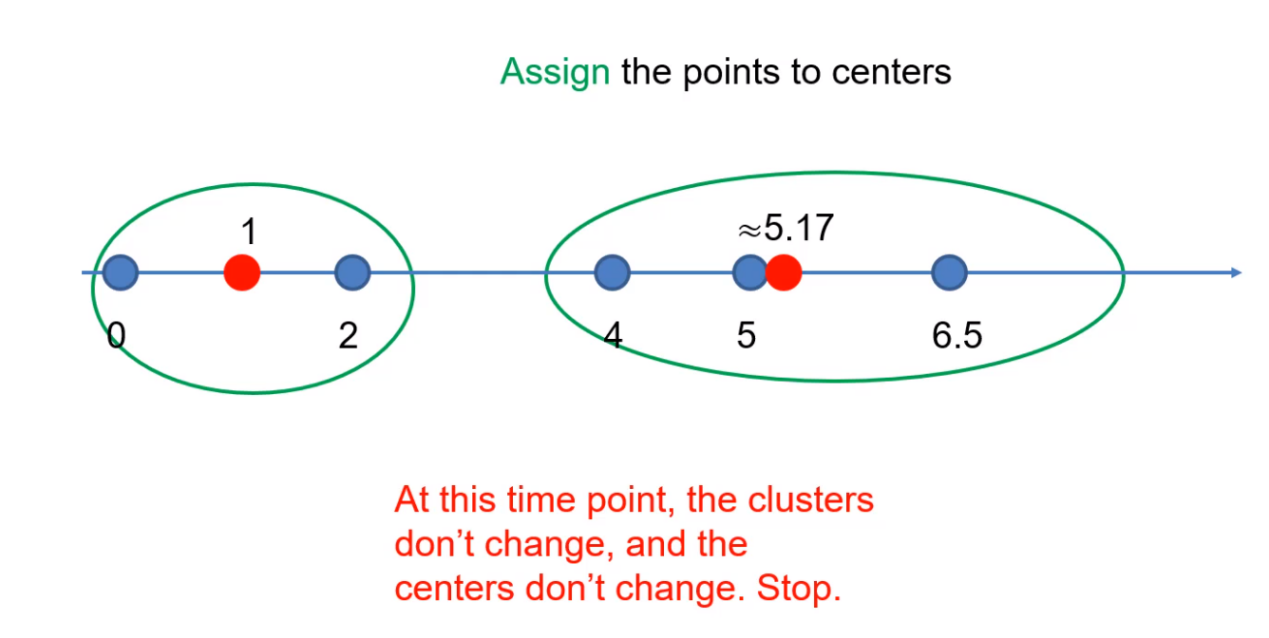 Assign the points to centers
1
≈5.17
0
2
4
5
6.5
At this time point, the clusters
don’t change, and the
centers don’t change. Stop.